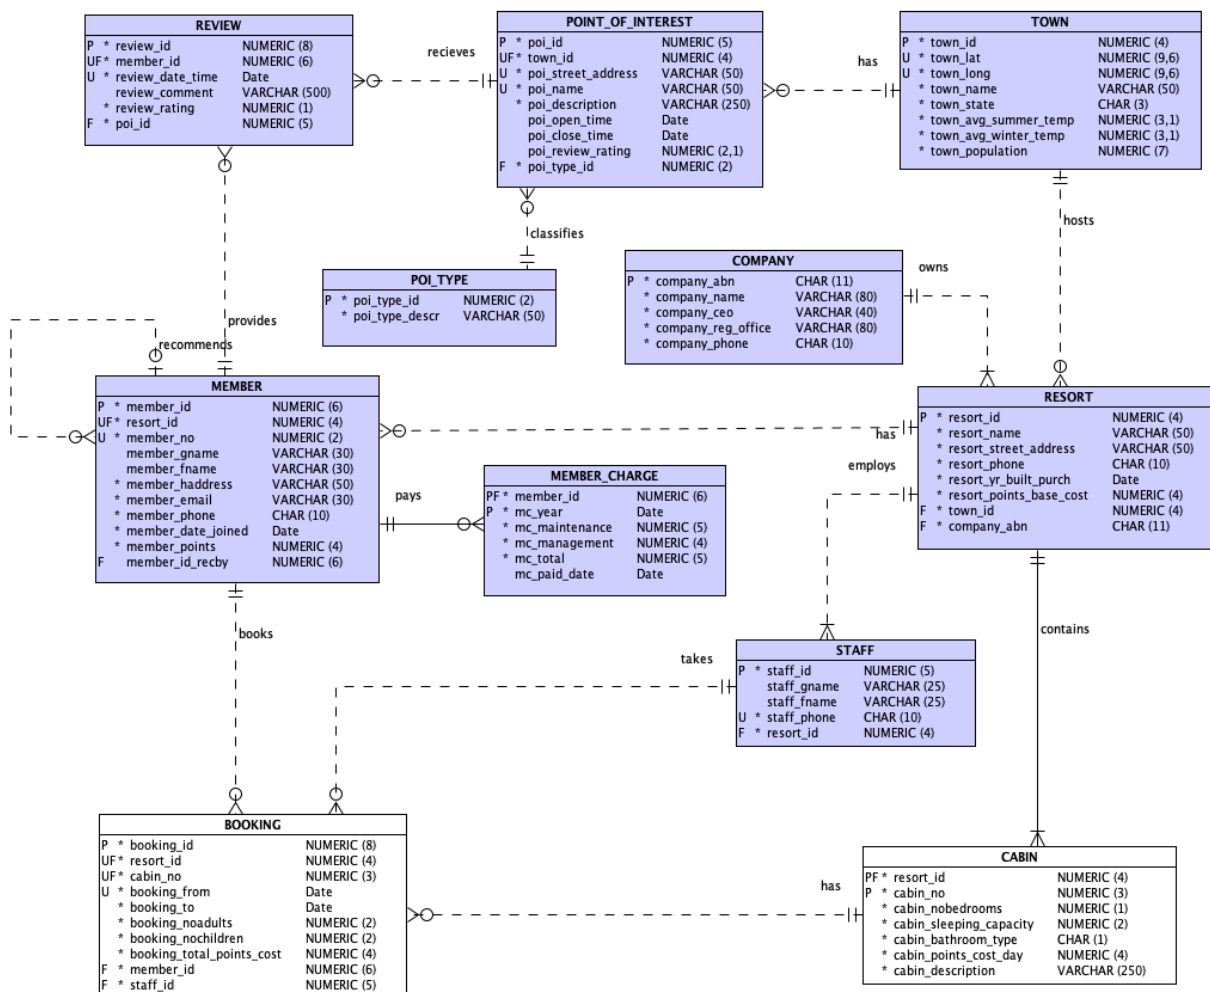 REVIEW
P * review_id NUMERIC (8)
UF * member_id NUMERIC (6)
U * review_date_time Date
review_comment VARCHAR (500)
* review_rating NUMERIC (1)
F * poi_id NUMERIC (5)
recieves
POINT_OF_INTEREST
P * poi_id NUMERIC (5)
UF * town_id NUMERIC (4)
U * poi_street_address VARCHAR (50)
U * poi_name VARCHAR (50)
* poi_description VARCHAR (250)
poi_open_time Date
poi_close_time Date
poi_review_rating NUMERIC (2,1)
F * poi_type_id NUMERIC (2)
has
TOWN
P * town_id NUMERIC (4)
U * town_lat NUMERIC (9,6)
U * town_long NUMERIC (9,6)
* town_name VARCHAR (50)
* town_state CHAR (3)
* town_avg_summer_temp NUMERIC (3,1)
* town_avg_winter_temp NUMERIC (3,1)
* town_population NUMERIC (7)
classifies
hosts
POI_TYPE
P * poi_type_id NUMERIC (2)
* poi_type_descr VARCHAR (50)
COMPANY
P * company_abn CHAR (11)
* company_name VARCHAR (80)
* company_ceo VARCHAR (40)
* company_reg_office VARCHAR (80)
* company_phone CHAR (10)
owns
provides
recommends
MEMBER
P * member_id NUMERIC (6)
UF * resort_id NUMERIC (4)
U * member_no NUMERIC (2)
member_gname VARCHAR (30)
member_fname VARCHAR (30)
* member_haddress VARCHAR (50)
* member_email VARCHAR (30)
* member_phone CHAR (10)
* member_date_joined Date
* member_points NUMERIC (4)
F member_id_recby NUMERIC (6)
has
RESORT
P * resort_id NUMERIC (4)
* resort_name VARCHAR (50)
* resort_street_address VARCHAR (50)
* resort_phone CHAR (10)
* resort_yr_built_purch Date
* resort_points_base_cost NUMERIC (4)
F * town_id NUMERIC (4)
F * company_abn CHAR (11)
employs
pays
MEMBER_CHARGE
PF * member_id NUMERIC (6)
P * mc_year Date
* mc_maintenance NUMERIC (5)
* mc_management NUMERIC (4)
* mc_total NUMERIC (5)
mc_paid_date Date
books
contains
takes
STAFF
P * staff_id NUMERIC (5)
staff_gname VARCHAR (25)
staff_fname VARCHAR (25)
U * staff_phone CHAR (10)
F * resort_id NUMERIC (4)
BOOKING
P * booking_id NUMERIC (8)
UF * resort_id NUMERIC (4)
UF * cabin_no NUMERIC (3)
U * booking_from Date
* booking_to Date
* booking_noadults NUMERIC (2)
* booking_nochildren NUMERIC (2)
* booking_total_points_cost NUMERIC (4)
F * member_id NUMERIC (6)
F * staff_id NUMERIC (5)
has
CABIN
PF * resort_id NUMERIC (4)
P * cabin_no NUMERIC (3)
* cabin_nobedrooms NUMERIC (1)
* cabin_sleeping_capacity NUMERIC (2)
* cabin_bathroom_type CHAR (1)
* cabin_points_cost_day NUMERIC (4)
* cabin_description VARCHAR (250)